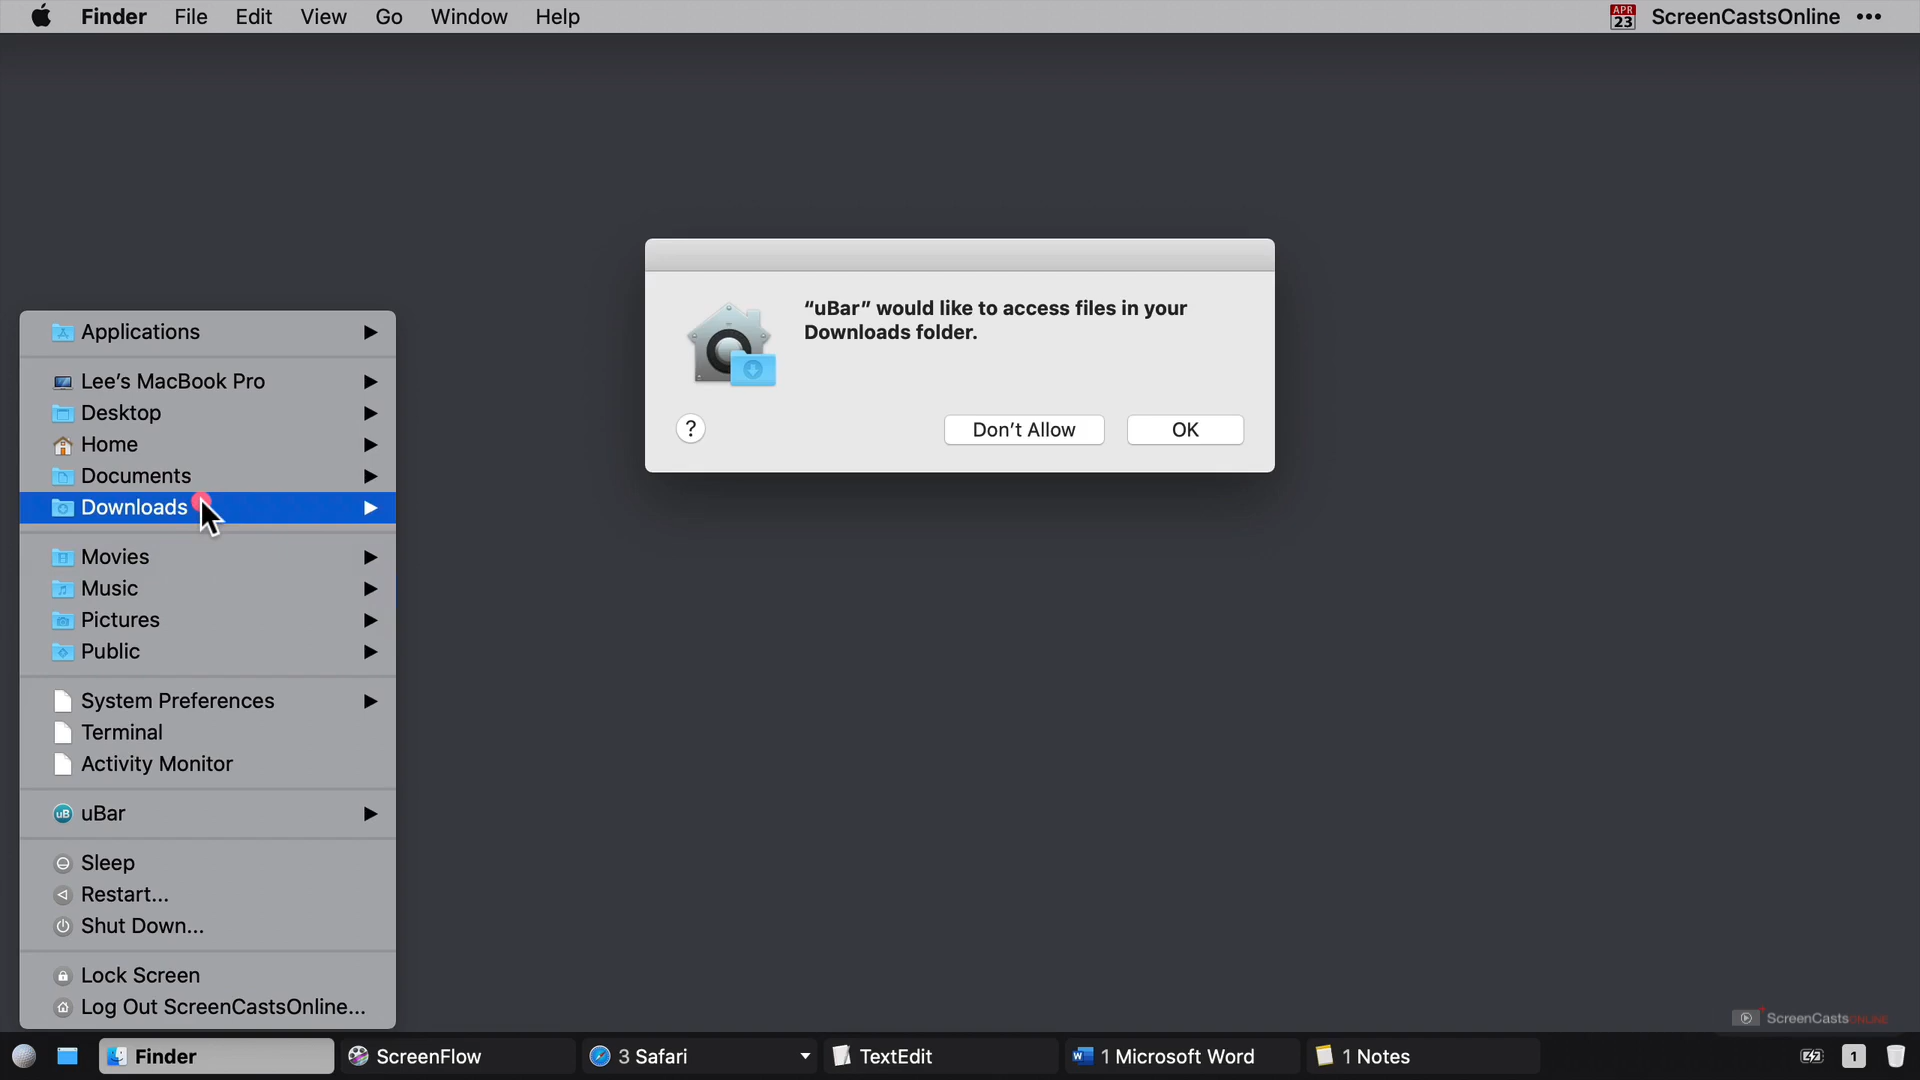 Finder File Edit View Go Window Help
APR
23
ScreenCastsOnline
“uBar” would like to access files in your
Downloads folder.
?
Don’t Allow
OK
Applications
Lee’s MacBook Pro
Desktop
Home
Documents
Downloads
Movies
Music
Pictures
Public
System Preferences
Terminal
Activity Monitor
uB uBar
Sleep
Restart...
Shut Down...
Lock Screen
Log Out ScreenCastsOnline...
ScreenCastsONLINE
Finder
ScreenFlow
3 Safari
TextEdit
W 1 Microsoft Word
1 Notes
1